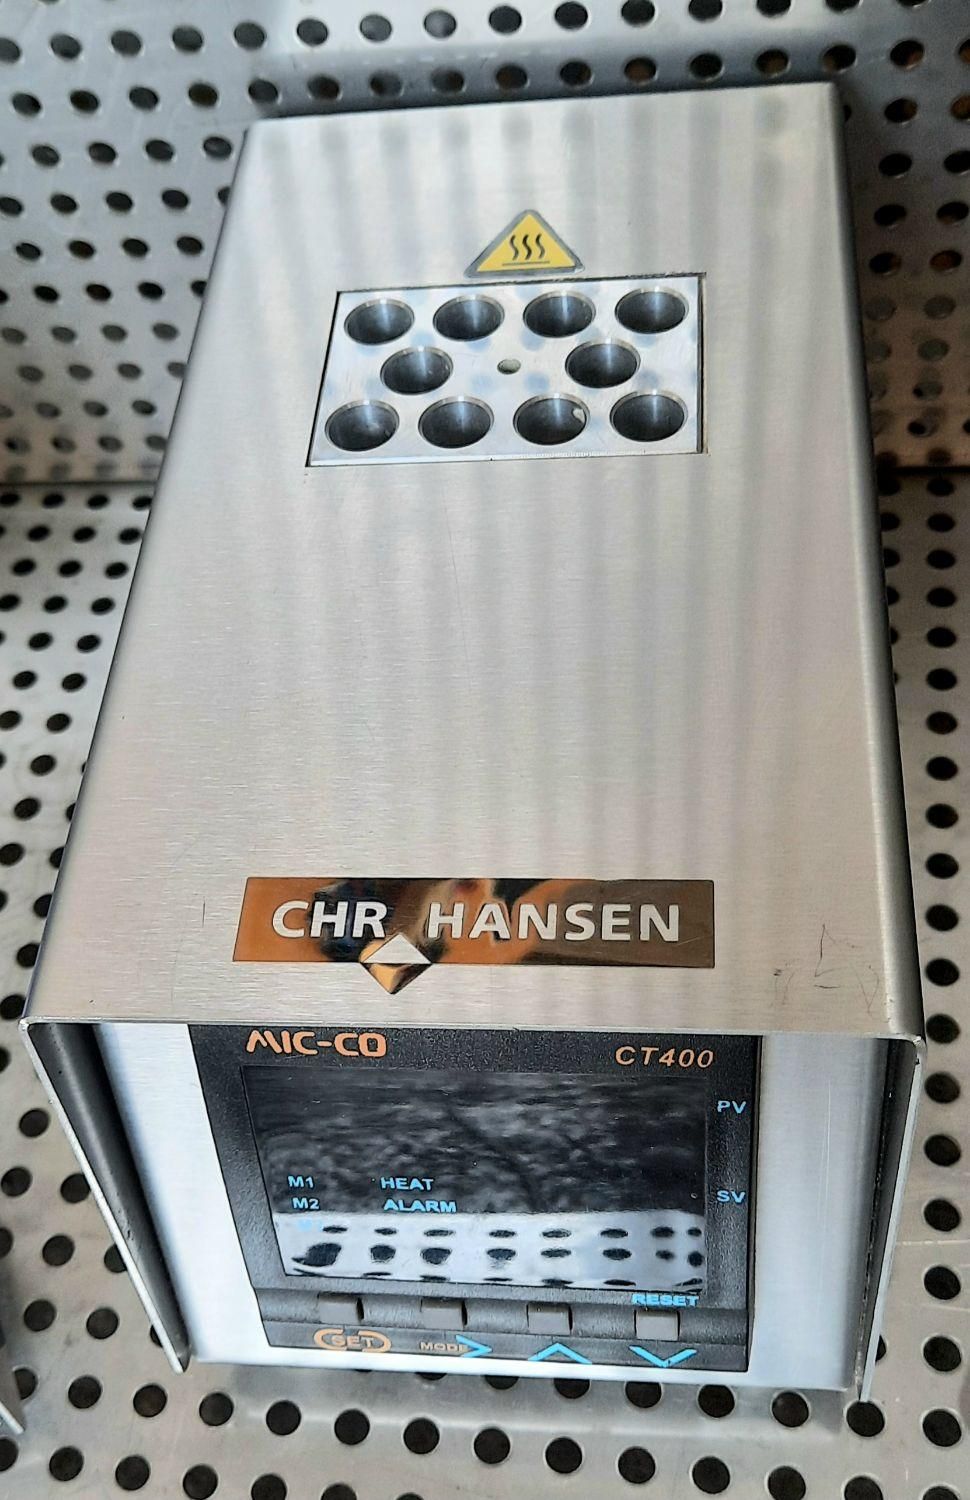 CHR HANSEN
MIC-CO CT400
PV
M1 HEAT
SV
M2 ALARM
RESET
SET MODE